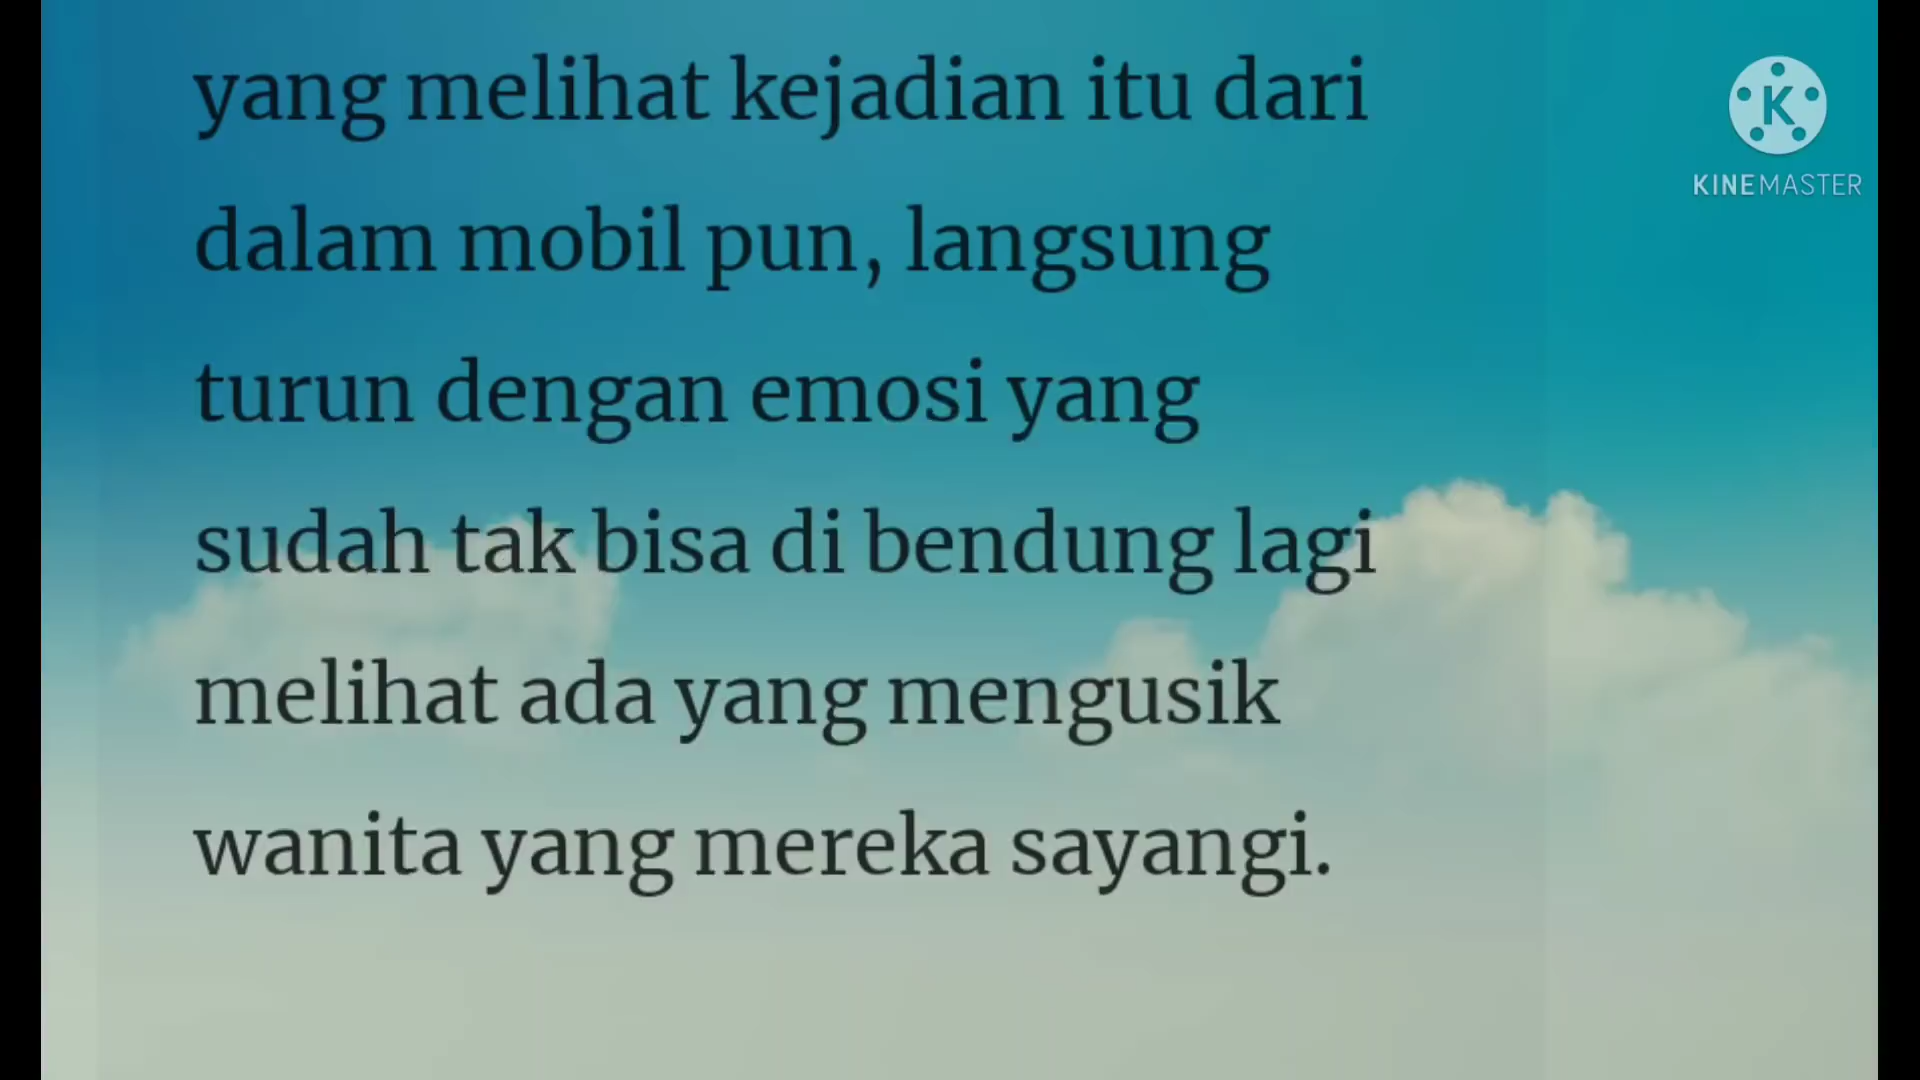 yang melihat kejadian itu dari
dalam mobil pun, langsung
turun dengan emosi yang
sudah tak bisa di bendung lagi
melihat ada yang mengusik
wanita yang mereka sayangi.
K
KINEMASTER